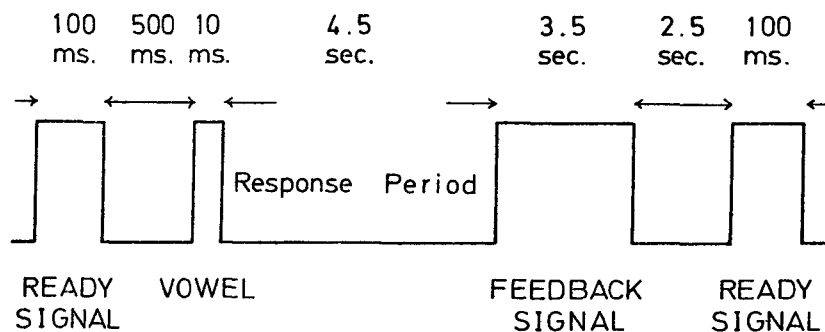 100 500 10 4.5 3.5 2.5 100
ms. ms. ms. sec. sec. sec. ms.
Response Period
READY VOWEL FEEDBACK READY
SIGNAL SIGNAL SIGNAL